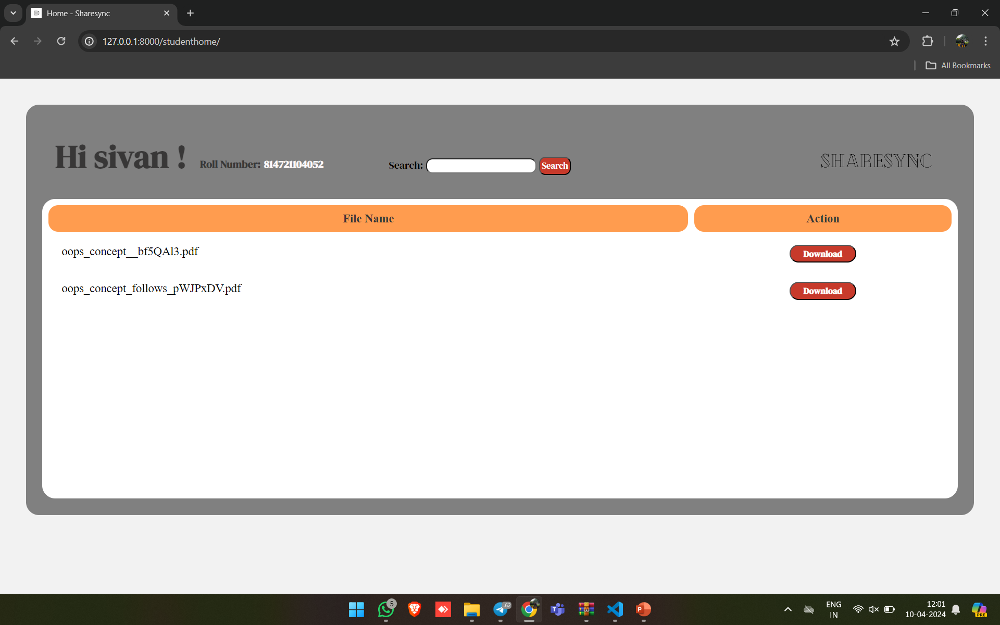 Home - Sharesync
127.0.0.1:8000/studenthome/
All Bookmarks
Hi sivan !
Roll Number: 814721104052
Search:
Search
SHARESYNC
File Name
Action
oops_concept__bf5QAl3.pdf
Download
oops_concept_follows_pWJPxDV.pdf
Download
5
.62
T
P
ENG
IN
12:01
10-04-2024
PRE